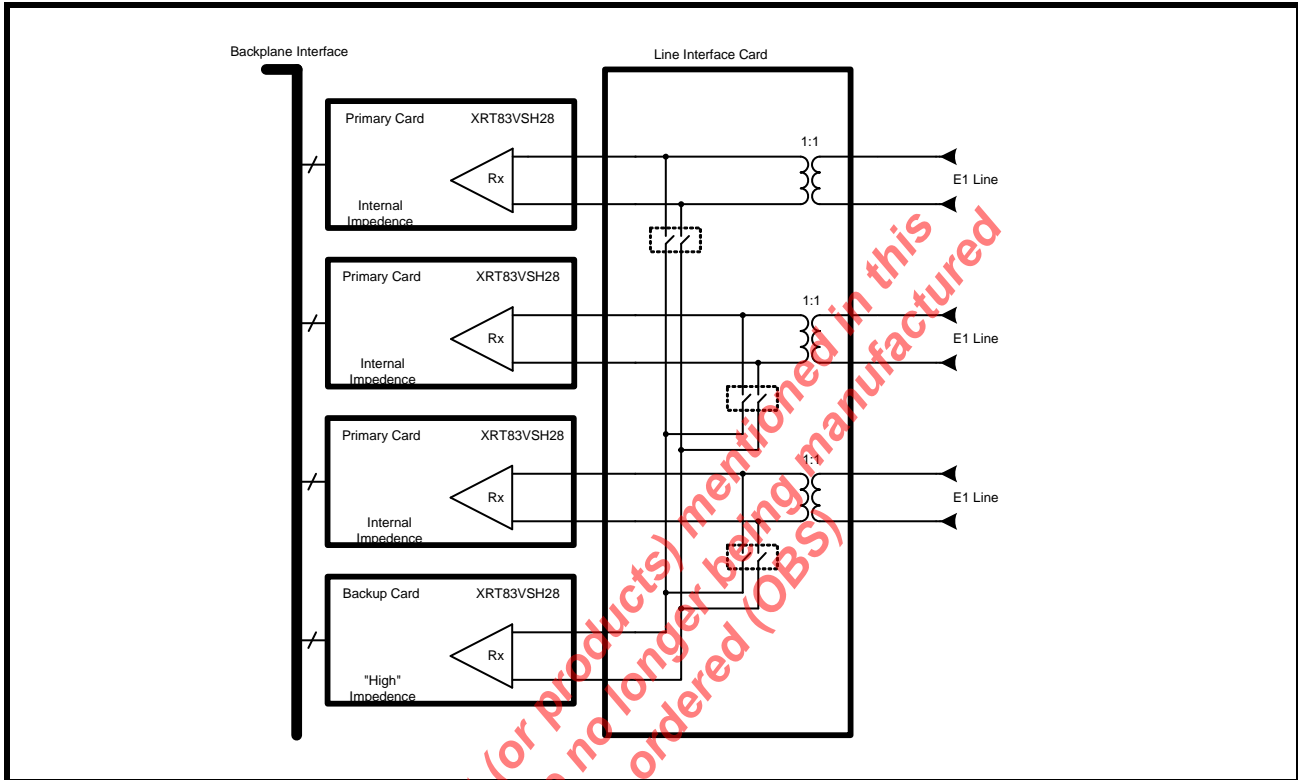 Backplane Interface
Line Interface Card
Primary Card XRT83VSH28
Rx
Internal
Impedence
1:1
E1 Line
Primary Card XRT83VSH28
Rx
Internal
Impedence
1:1
E1 Line
Primary Card XRT83VSH28
Rx
Internal
Impedence
1:1
E1 Line
Backup Card XRT83VSH28
Rx
"High"
Impedence
(or products) mentioned in this
no longer being manufactured
ordered (OBS)